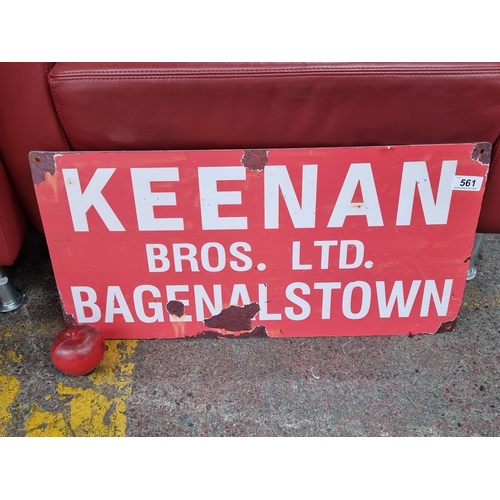 KEENAN
561
BROS. LTD.
BAGENALSTOWN